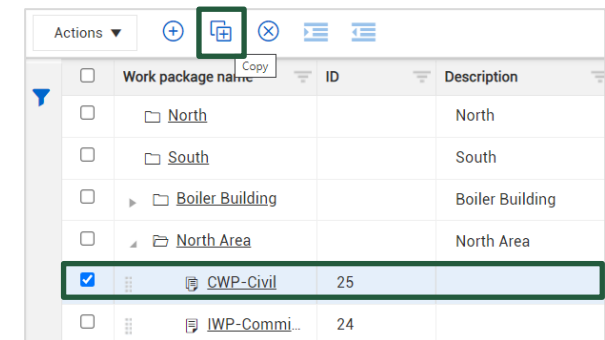 Actions
Copy
Work package name ID Description
North North
South South
Boiler Building Boiler Building
North Area North Area
CWP-Civil 25
IWP-Commi... 24